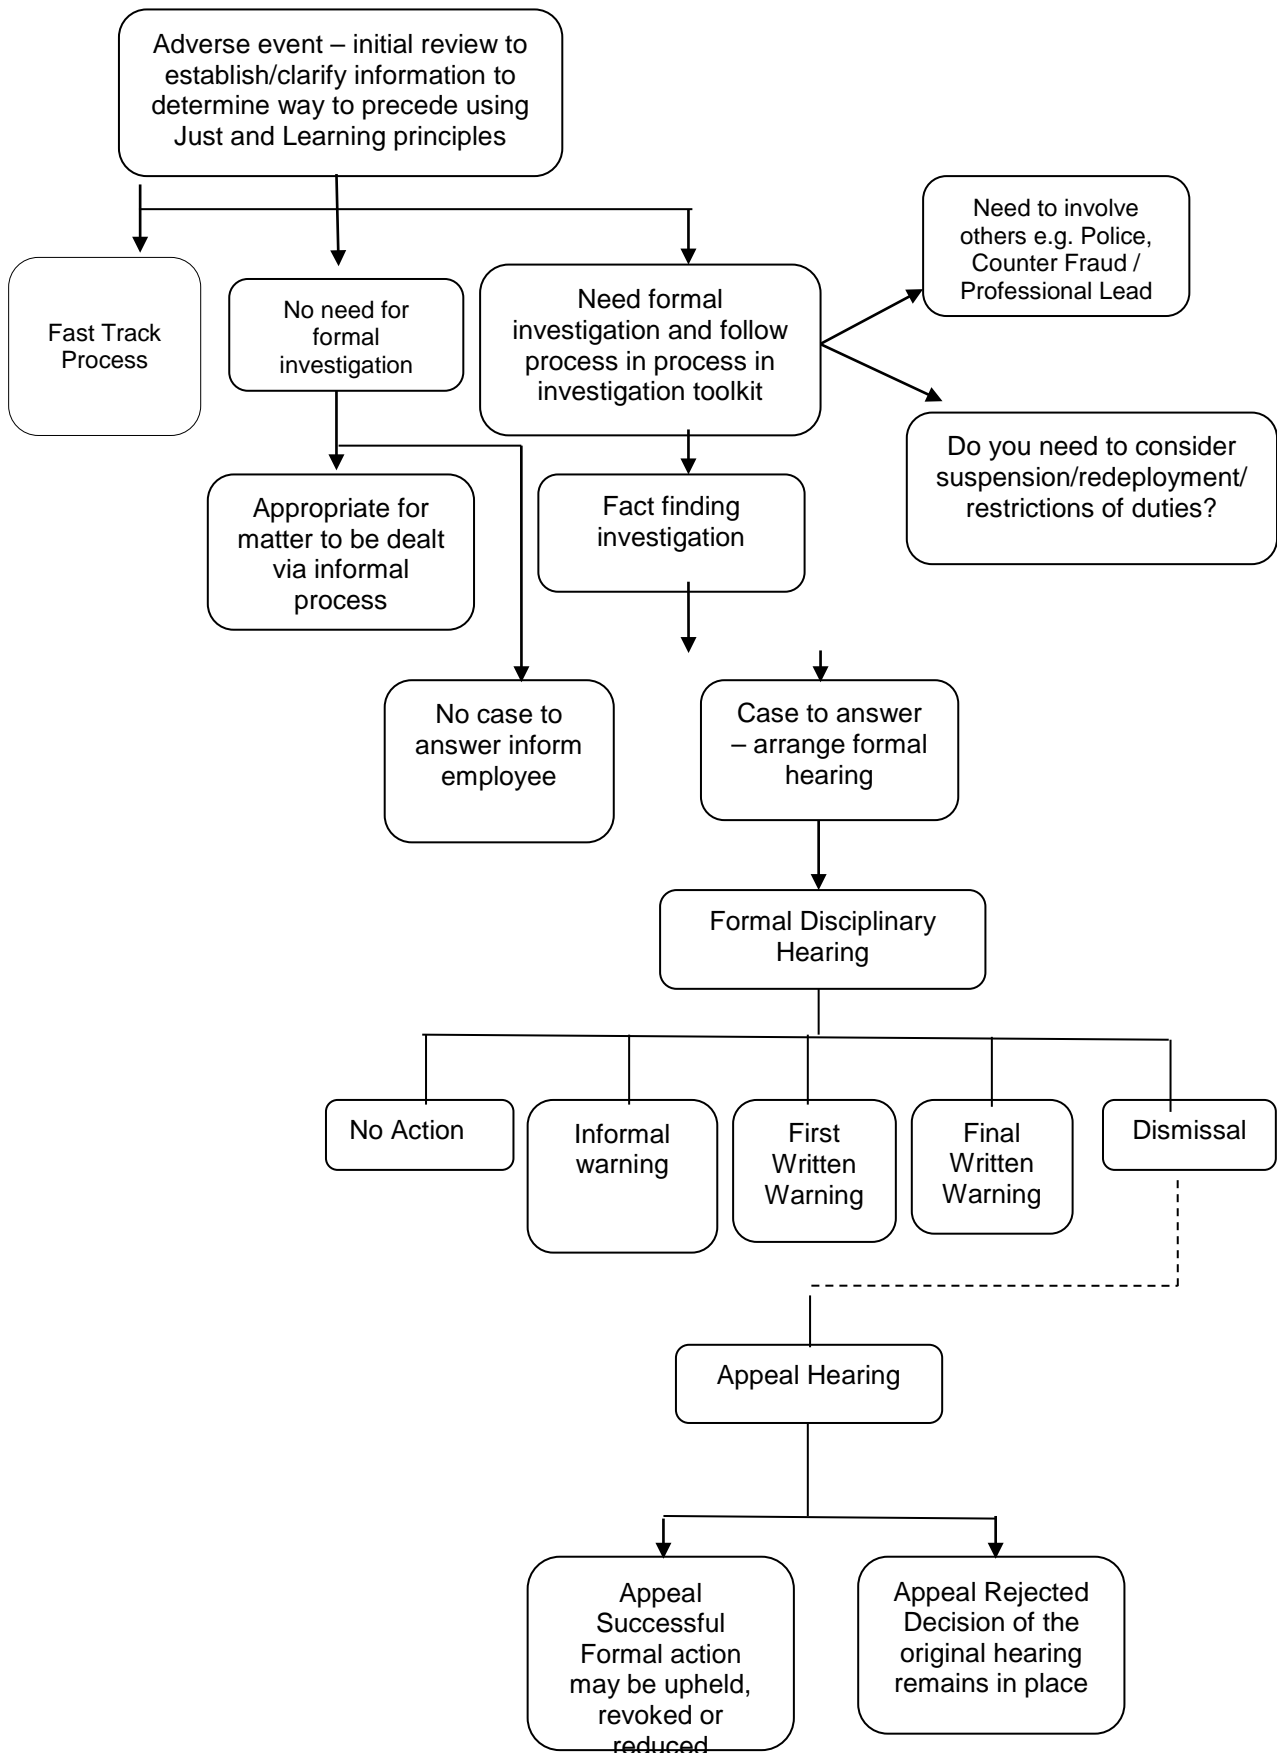 Adverse event – initial review to
establish/clarify information to
determine way to precede using
Just and Learning principles
Need to involve
others e.g. Police,
Counter Fraud /
Professional Lead
Fast Track
Process
No need for
formal
investigation
Need formal
investigation and follow
process in process in
investigation toolkit
Do you need to consider
suspension/redeployment/
restrictions of duties?
Appropriate for
matter to be dealt
via informal
process
Fact finding
investigation
No case to
answer inform
employee
Case to answer
– arrange formal
hearing
Formal Disciplinary
Hearing
No Action
Informal
warning
First
Written
Warning
Final
Written
Warning
Dismissal
Appeal Hearing
Appeal
Successful
Formal action
may be upheld,
revoked or
reduced
Appeal Rejected
Decision of the
original hearing
remains in place